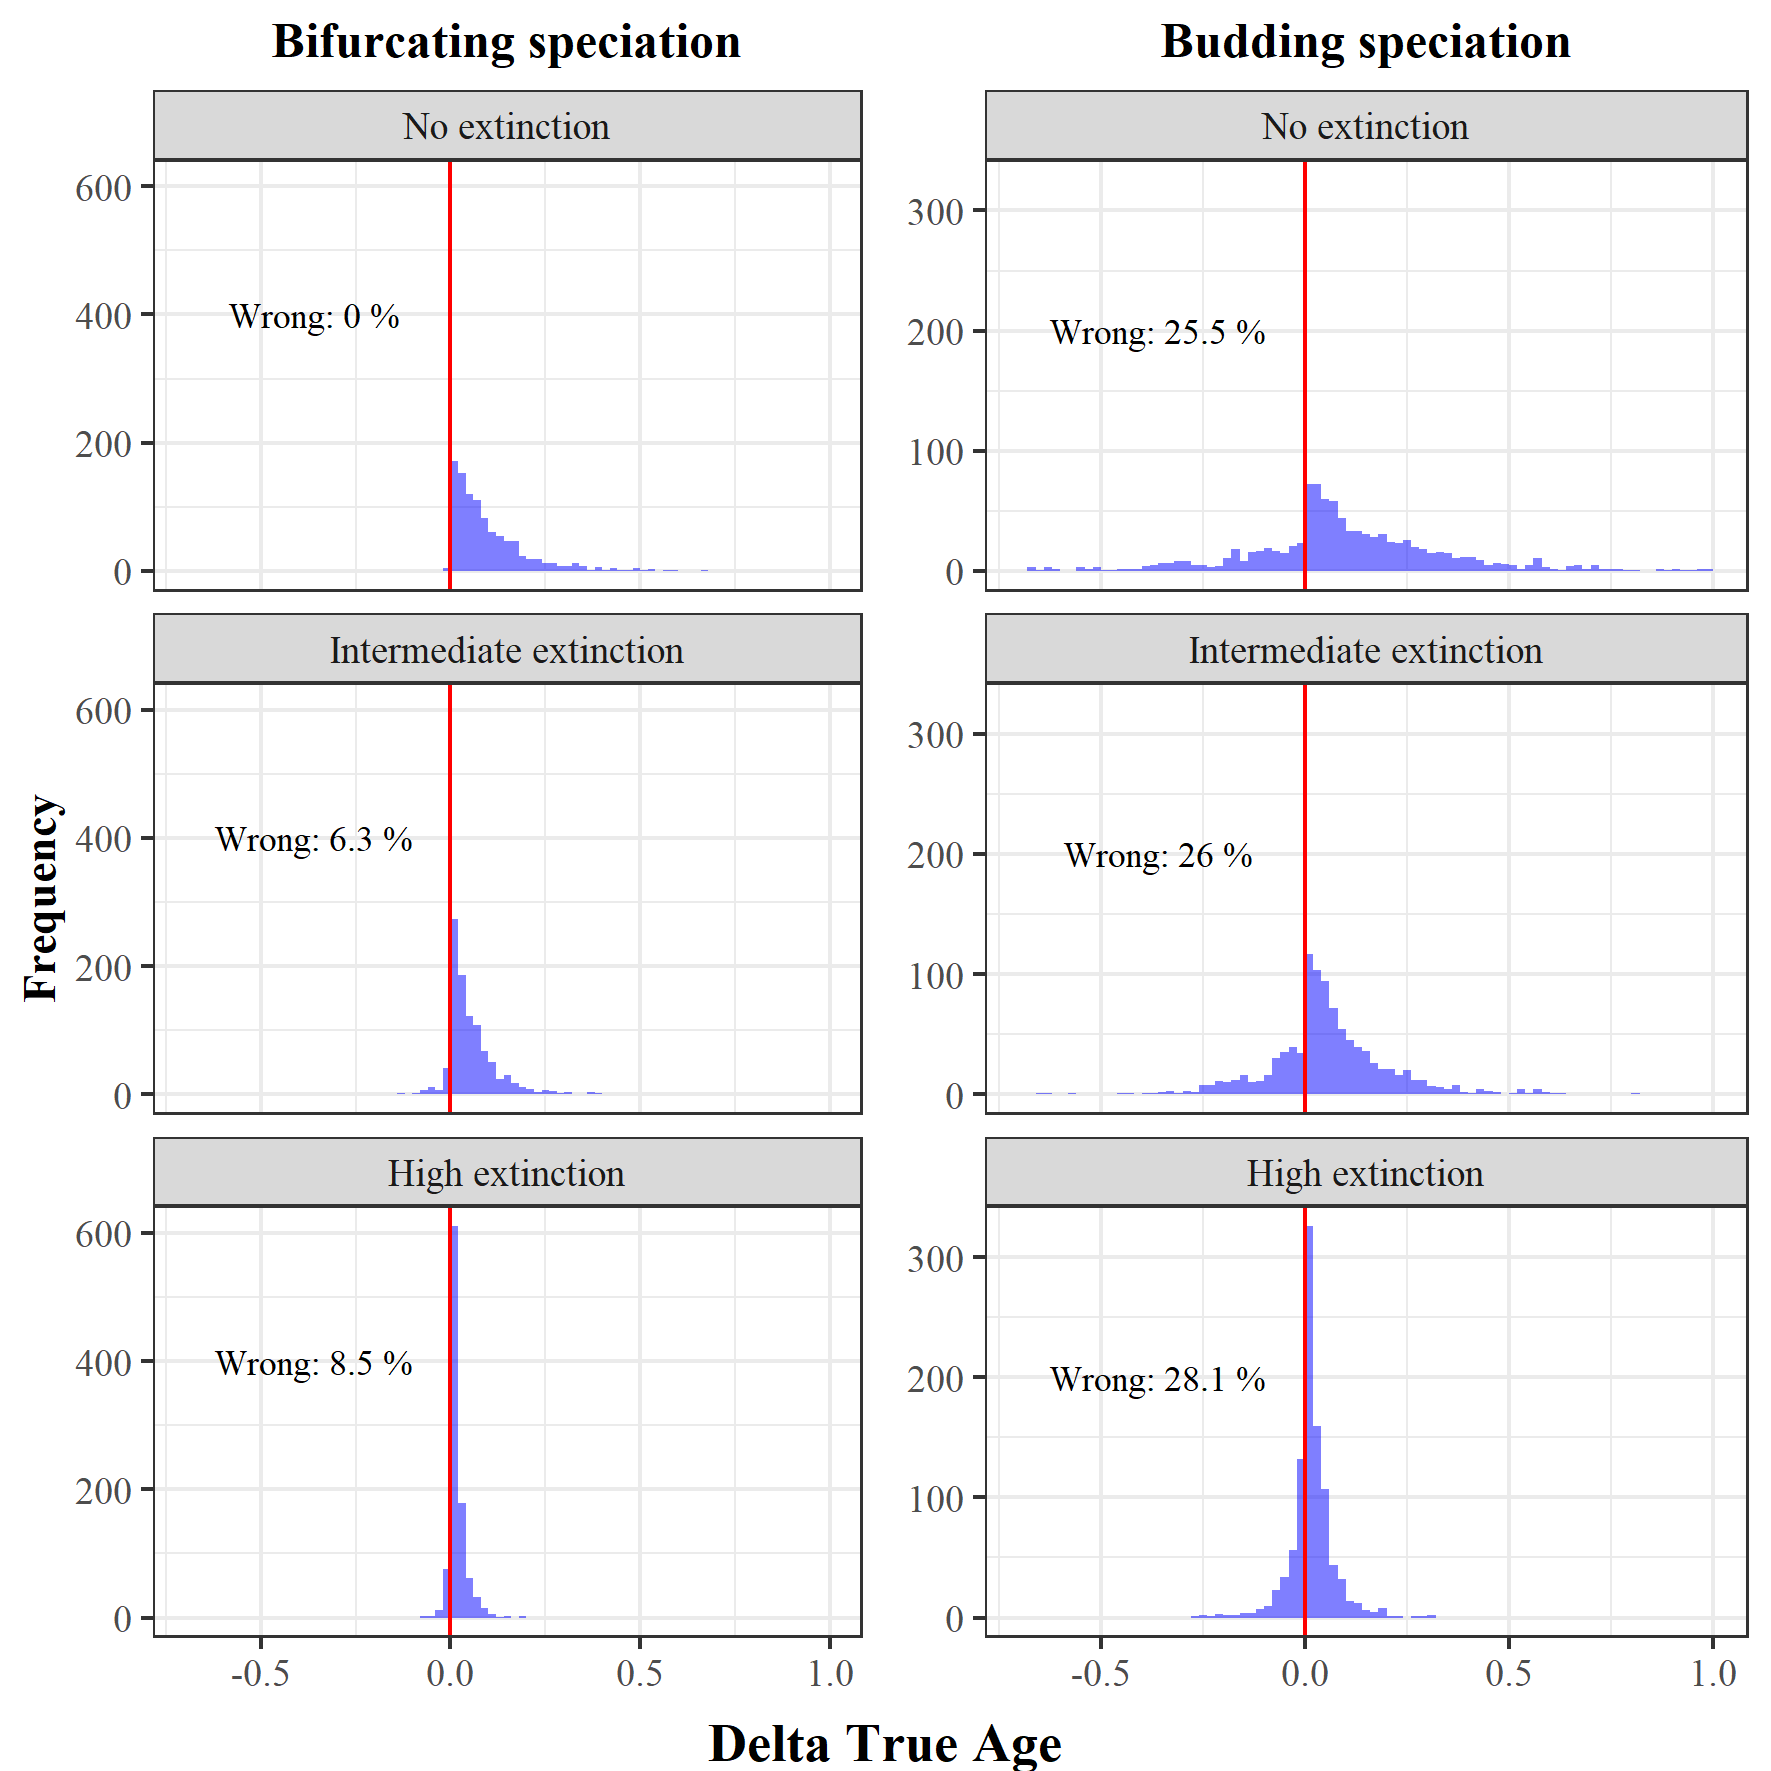 Bifurcating speciation
Budding speciation
No extinction
No extinction
600
400
200
0
Wrong: 0 %
300
200
100
0
Wrong: 25.5 %
Intermediate extinction
Intermediate extinction
600
400
200
0
Wrong: 6.3 %
300
200
100
0
Wrong: 26 %
Frequency
High extinction
High extinction
600
400
200
0
Wrong: 8.5 %
300
200
100
0
Wrong: 28.1 %
-0.5 0.0 0.5 1.0
-0.5 0.0 0.5 1.0
Delta True Age